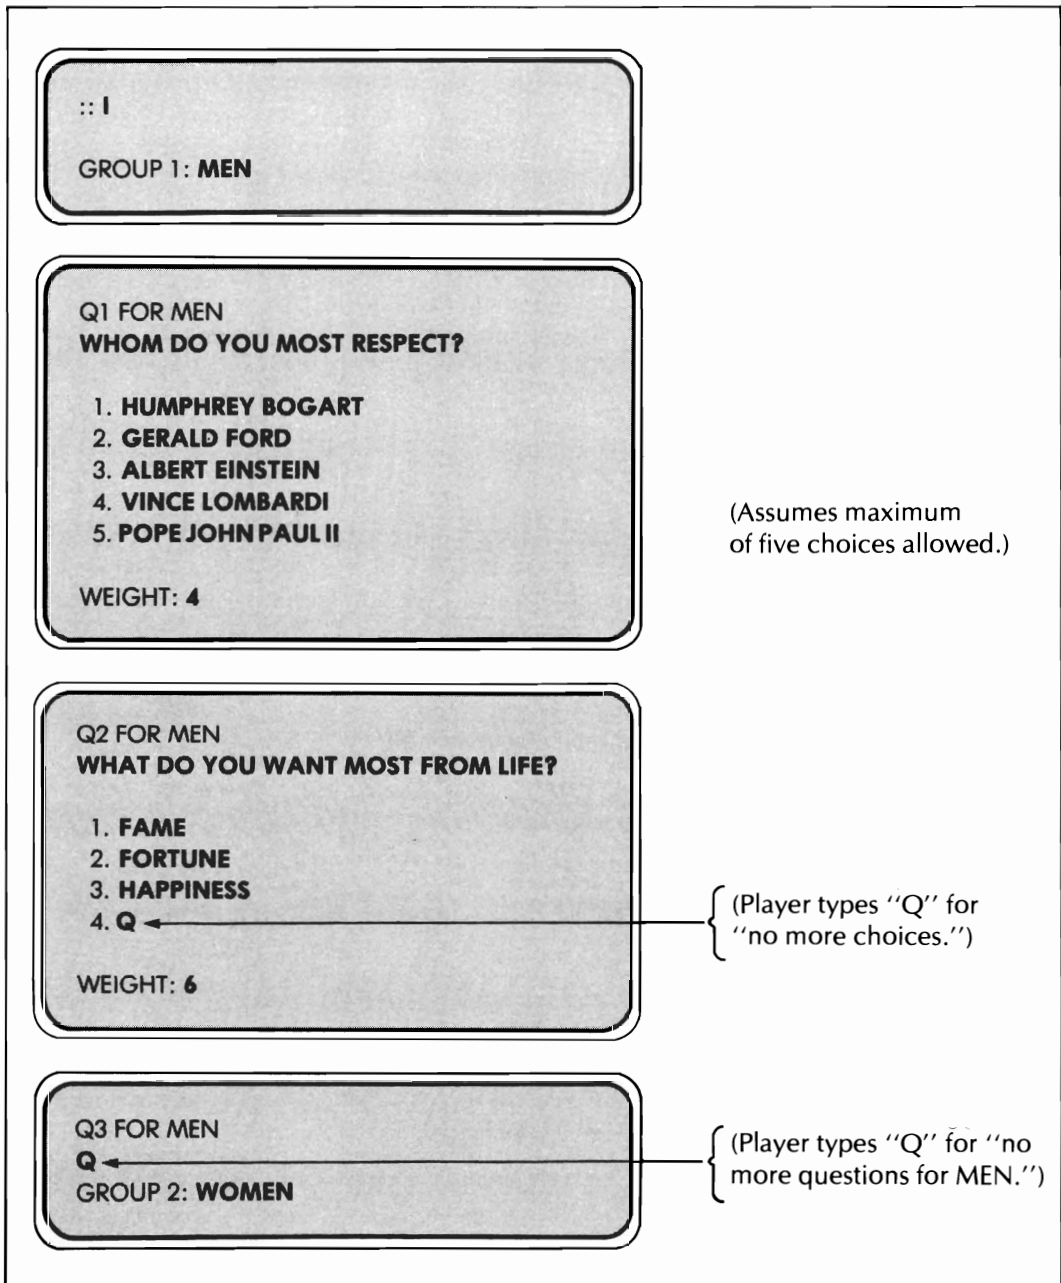 :: I
GROUP 1: MEN
Q1 FOR MEN
WHOM DO YOU MOST RESPECT?
1. HUMPHREY BOGART
2. GERALD FORD
3. ALBERT EINSTEIN
4. VINCE LOMBARDI
5. POPE JOHN PAUL II
(Assumes maximum
of five choices allowed.)
WEIGHT: 4
Q2 FOR MEN
WHAT DO YOU WANT MOST FROM LIFE?
1. FAME
2. FORTUNE
3. HAPPINESS
4. Q
(Player types "Q" for
"no more choices.")
WEIGHT: 6
Q3 FOR MEN
Q
GROUP 2: WOMEN
(Player types "Q" for "no
more questions for MEN.")